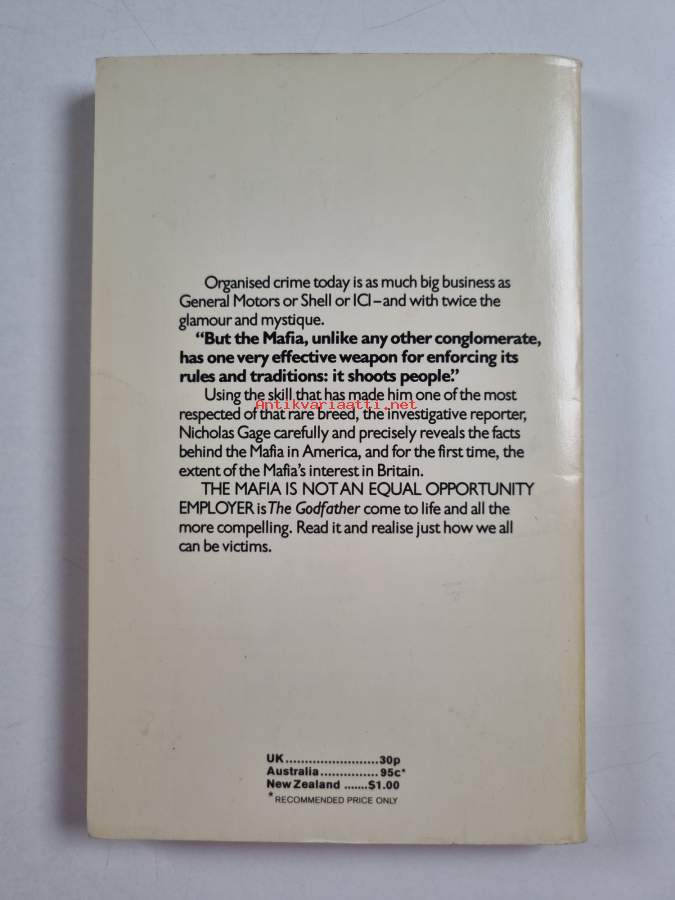 Organised crime today is as much big business as
General Motors or Shell or ICI–and with twice the
glamour and mystique.
“But the Mafia, unlike any other conglomerate,
has one very effective weapon for enforcing its
rules and traditions: it shoots people.”
Using the skill that has made him one of the most
Antikvariaatti.net
respected of that rare breed, the investigative reporter,
Nicholas Gage carefully and precisely reveals the facts
behind the Mafia in America, and for the first time, the
extent of the Mafia's interest in Britain.
THE MAFIA IS NOT AN EQUAL OPPORTUNITY
EMPLOYER is The Godfather come to life and all the
more compelling. Read it and realise just how we all
can be victims.
UK........................30p
Australia...............95c*
New Zealand ......$1.00
*RECOMMENDED PRICE ONLY